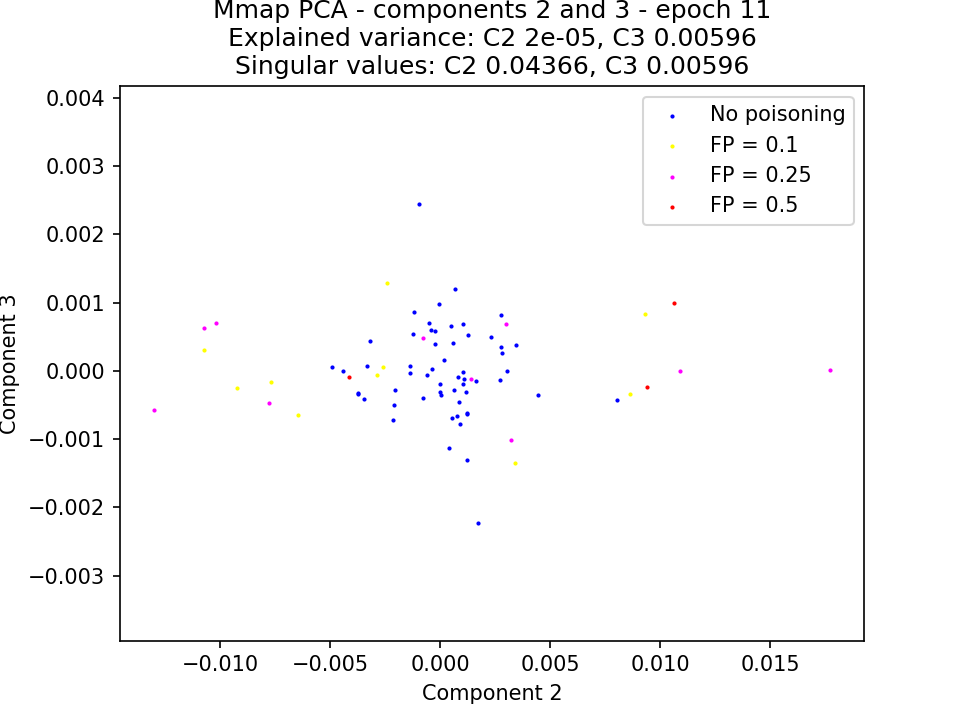 Mmap PCA - components 2 and 3 - epoch 11
Explained variance: C2 2e-05, C3 0.00596
Singular values: C2 0.04366, C3 0.00596
No poisoning
FP = 0.1
FP = 0.25
FP = 0.5
0.004
0.003
0.002
0.001
0.000
−0.001
−0.002
−0.003
Component 3
−0.010
−0.005
0.000
0.005
0.010
0.015
Component 2